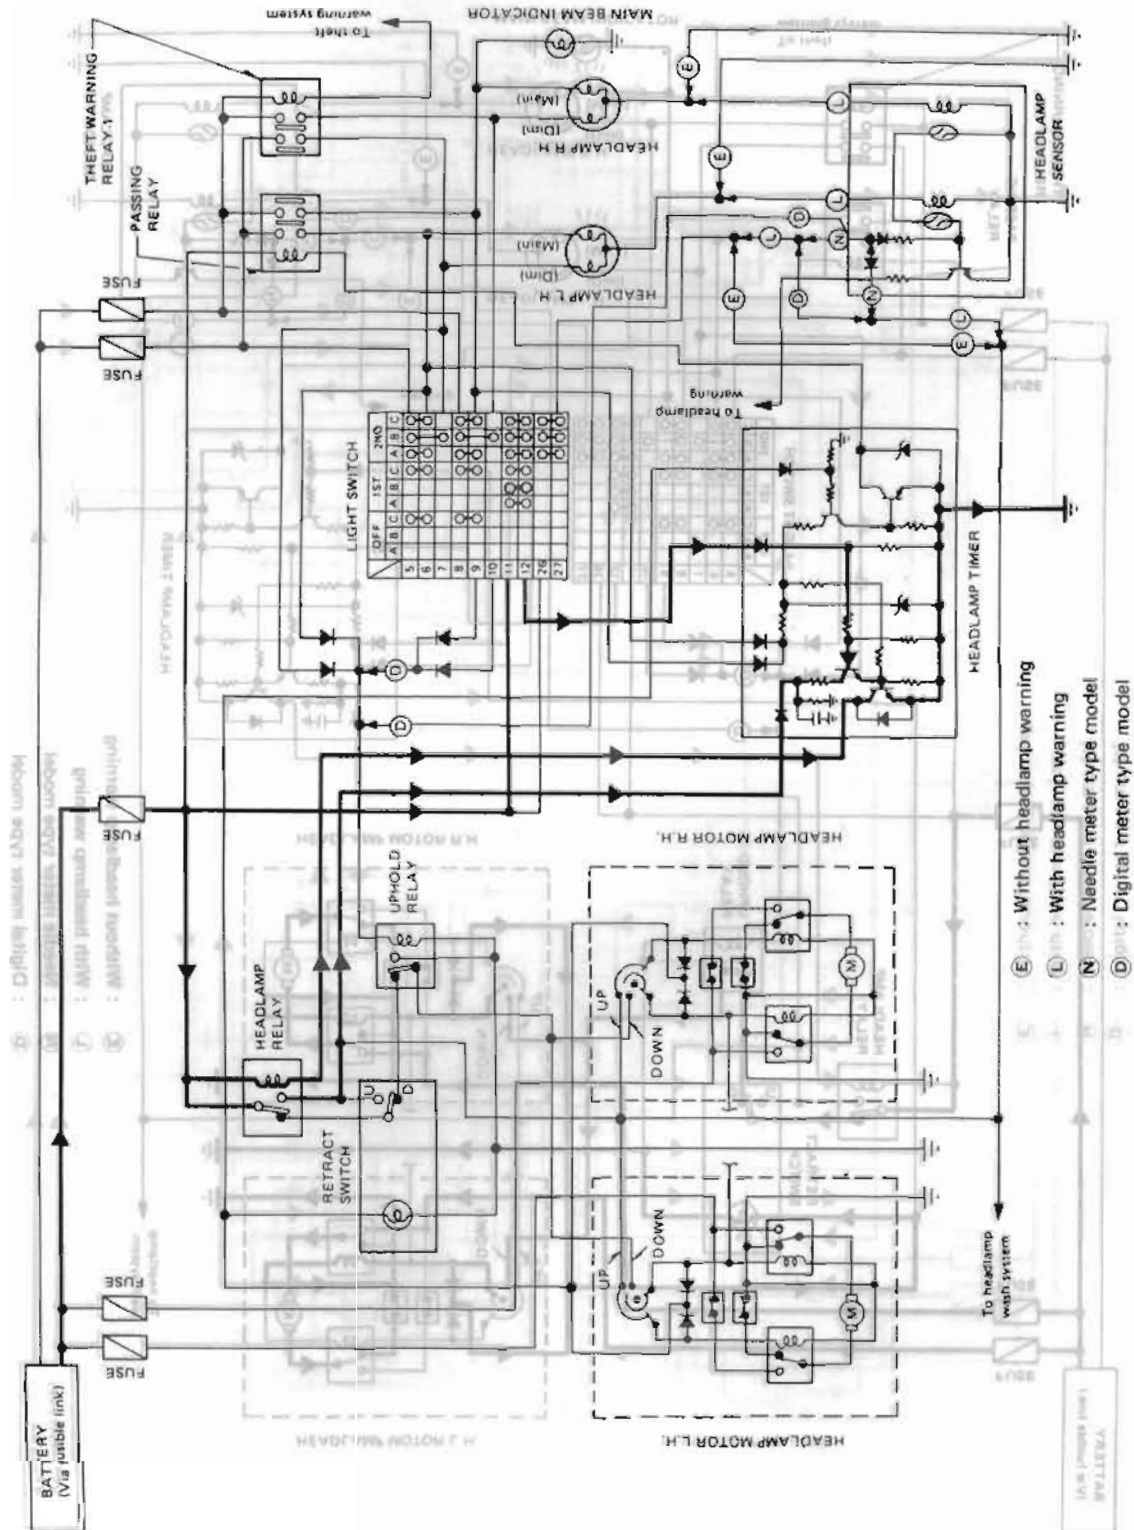 BATTERY
(Via fusible link)
FUSE
FUSE
FUSE
FUSE
FUSE
THEFT WARNING
RELAY-1
PASSING
RELAY
To theft
warning system
MAIN BEAM INDICATOR
(Main)
(Dim)
HEADLAMP R.H.
(Main)
(Dim)
HEADLAMP L.H.
HEADLAMP
SENSOR
E
E
L
E
L
D
L
N
E
D
N
L
E
To headlamp
warning
LIGHT SWITCH
OFF 1ST 2ND
A B C A B C A B C
5
6
7
8
9
10
11
12
26
27
D
D
HEADLAMP TIMER
HEADLAMP
RELAY
UPHOLD
RELAY
RETRACT
SWITCH
U
D
HEADLAMP MOTOR R.H.
UP
DOWN
M
HEADLAMP MOTOR L.H.
UP
DOWN
M
To headlamp
wash system
E : Without headlamp warning
L : With headlamp warning
N : Needle meter type model
D : Digital meter type model